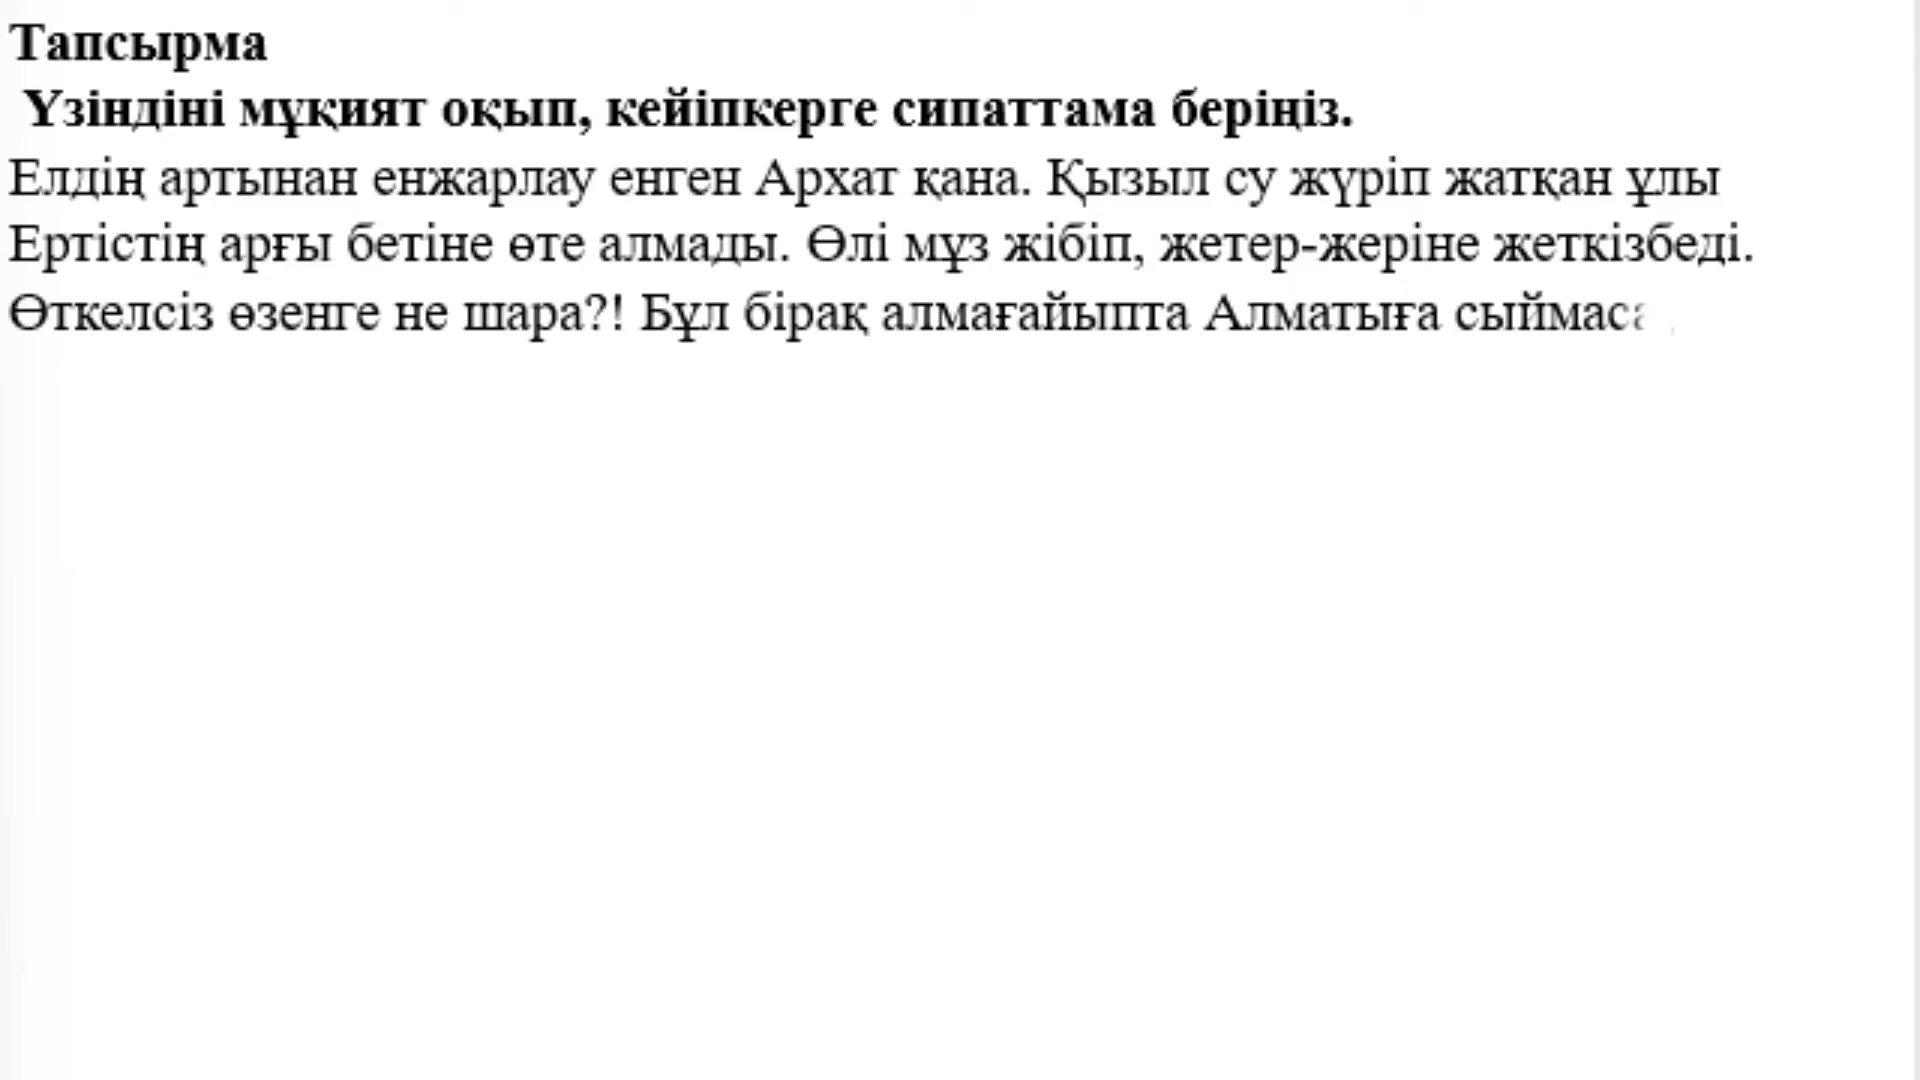 Тапсырма
Үзіндіні мұқият оқып, кейіпкерге сипаттама беріңіз.
Елдің артынан енжарлау енген Архат қана. Қызыл су жүріп жатқан ұлы
Ертістің арғы бетіне өте алмады. Өлі мұз жібіп, жетер-жеріне жеткізбеді.
Өткелсіз өзенге не шара?! Бұл бірақ алмағайыпта Алматыға